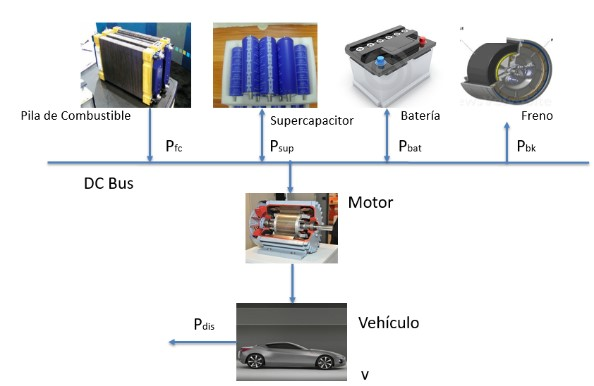 Pila de Combustible
Supercapacitor
Batería
Freno
Pfc
Psup
Pbat
Pbk
DC Bus
Motor
Pdis
Vehículo
v